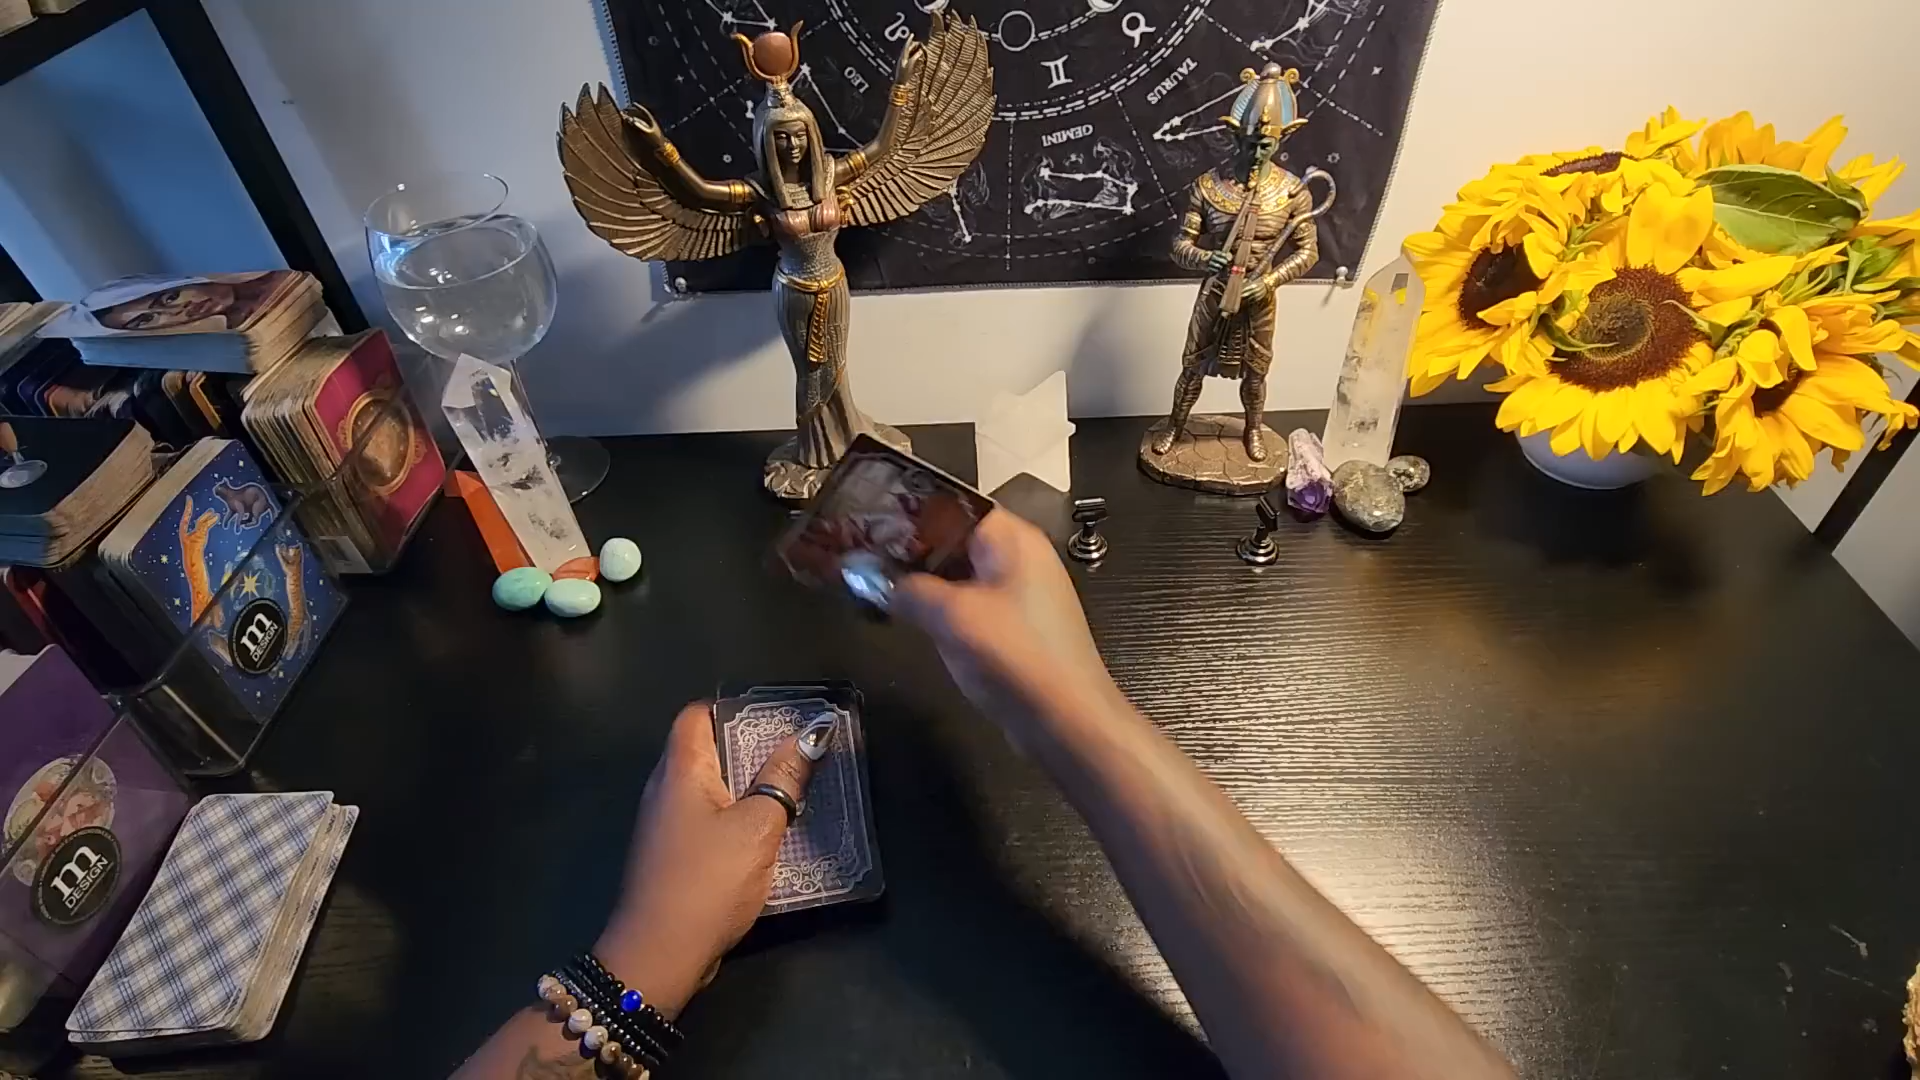 LEO
GEMINI
TAURUS
m
DESIGN
m
DESIGN